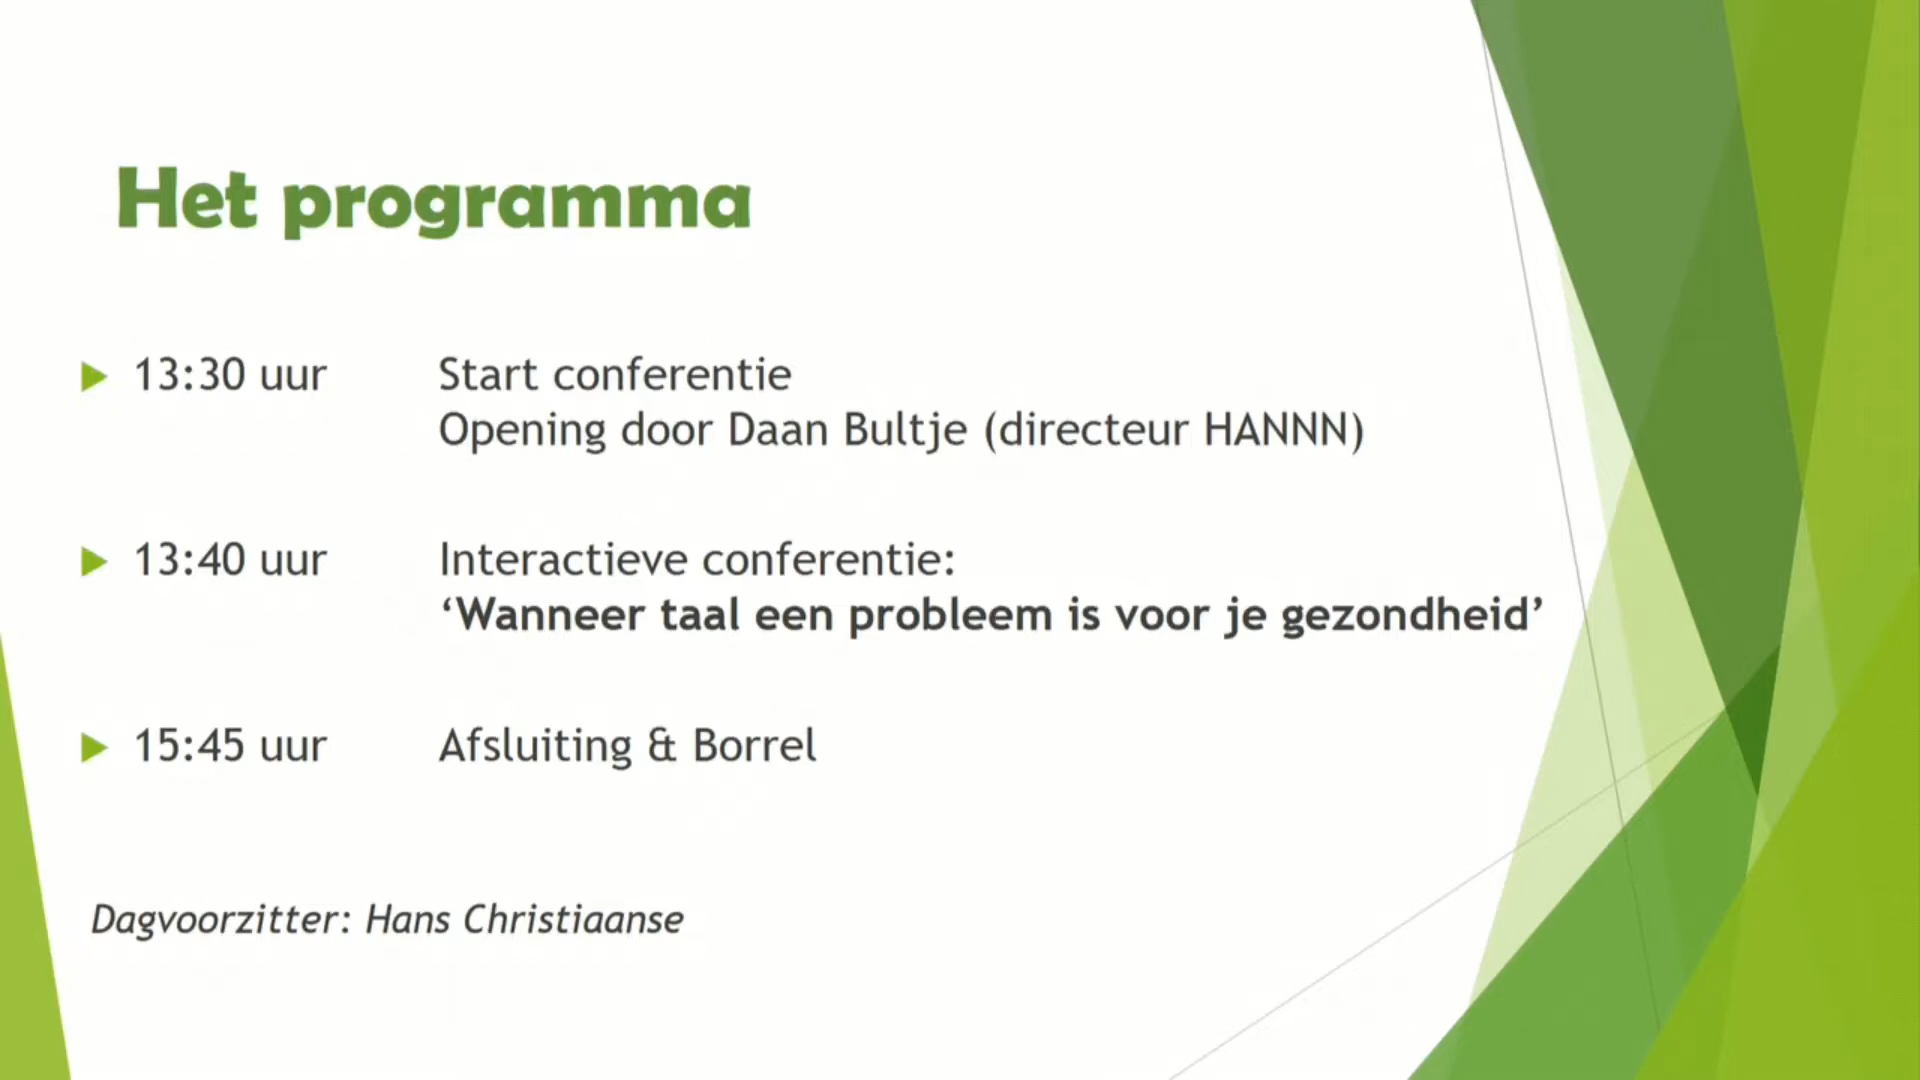 Het programma
13:30 uur Start conferentie
Opening door Daan Bultje (directeur HANNN)
13:40 uur Interactieve conferentie:
‘Wanneer taal een probleem is voor je gezondheid’
15:45 uur Afsluiting & Borrel
Dagvoorzitter: Hans Christiaanse